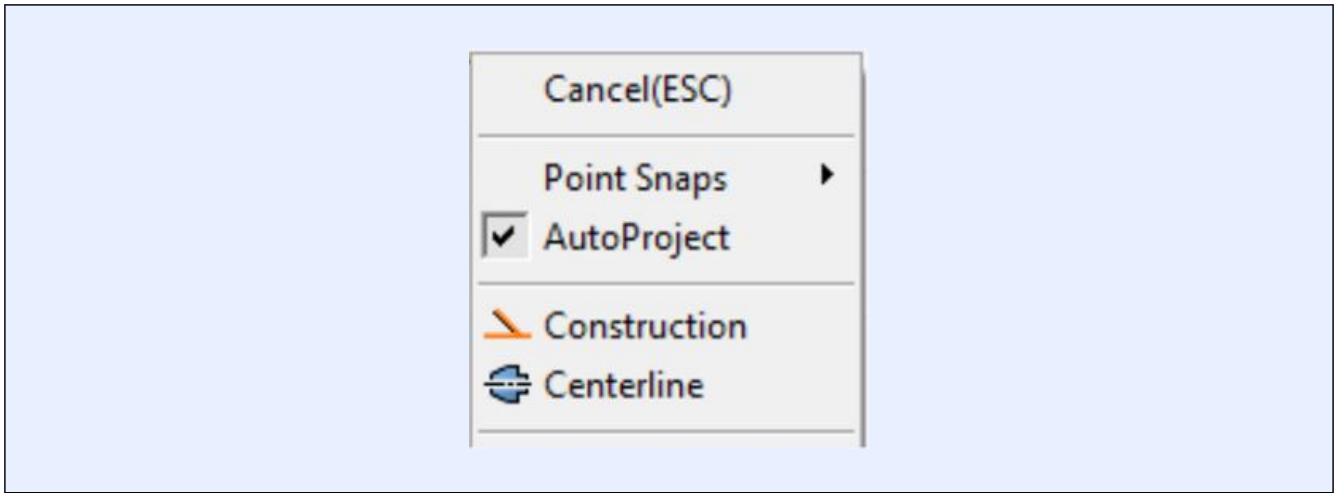 Cancel(ESC)
Point Snaps
AutoProject
Construction
Centerline